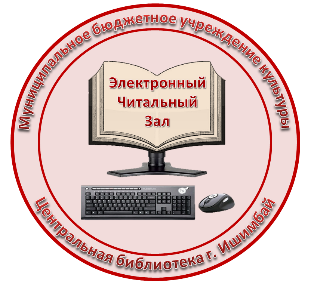 Муниципальное бюджетное учреждение культуры
Электронный
Читальный
Зал
Центральная библиотека г. Ишимбай